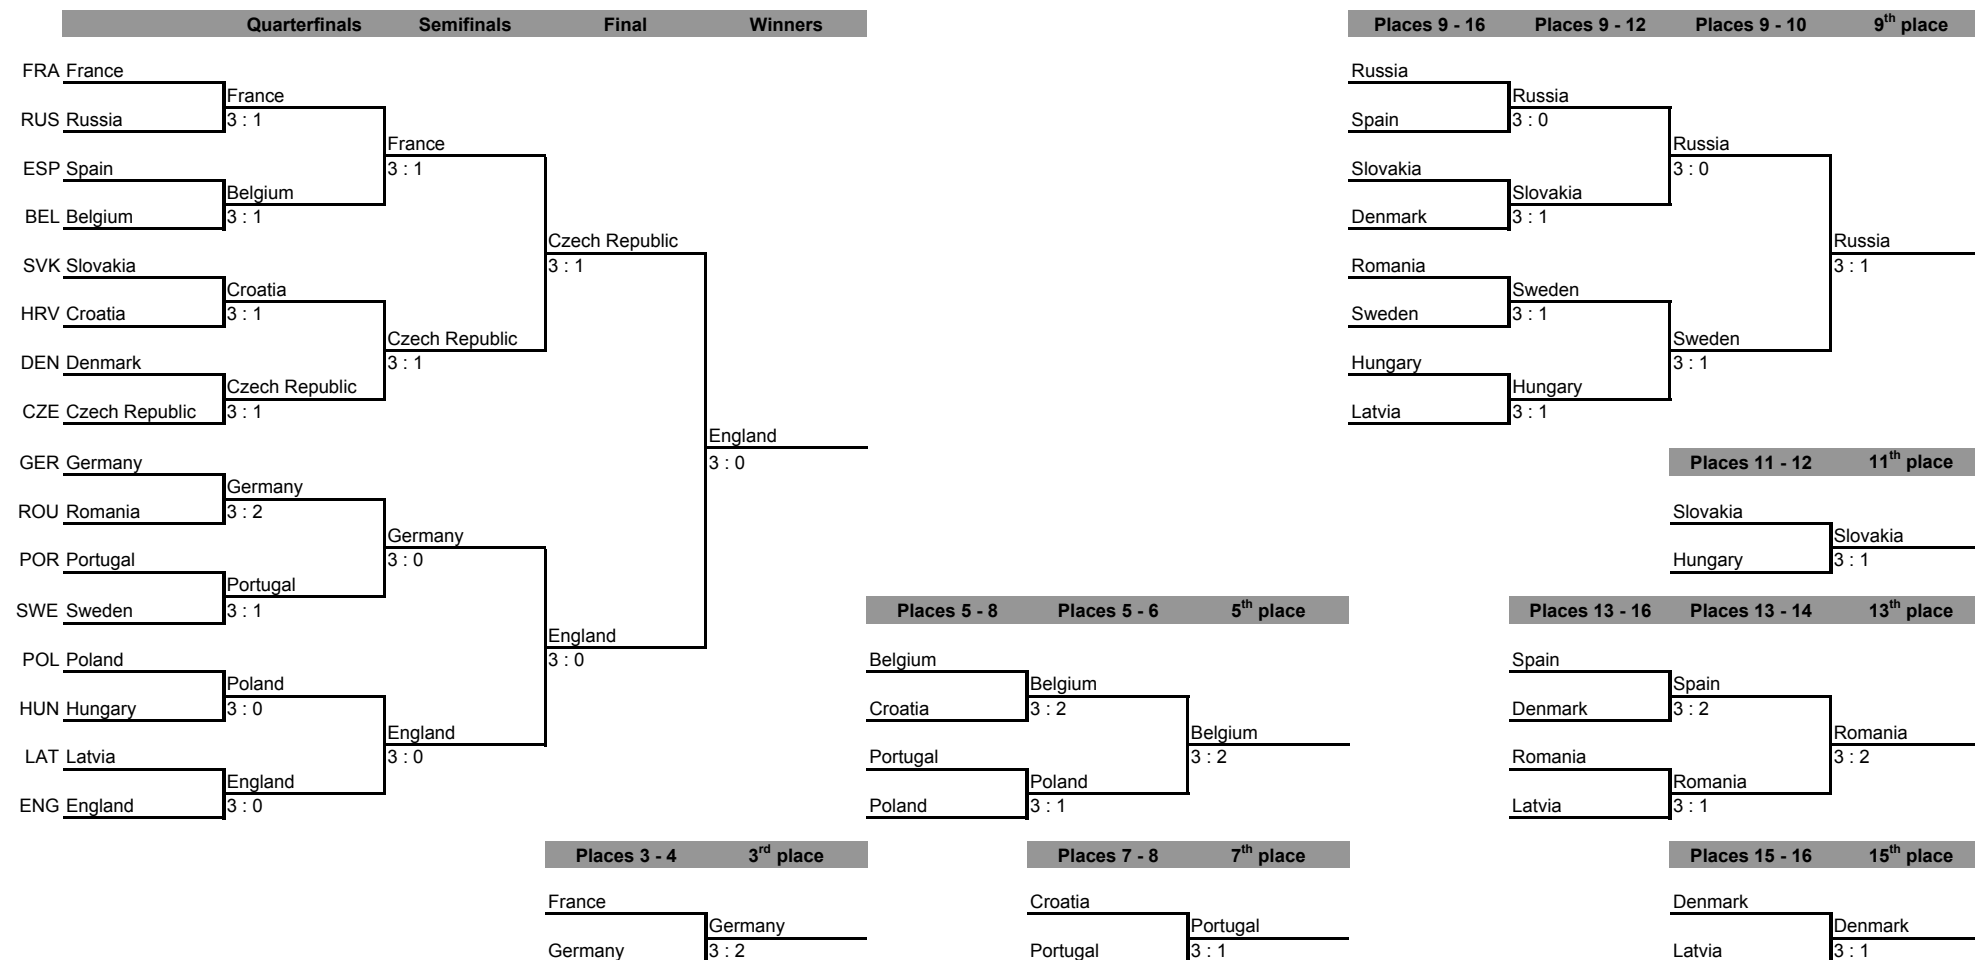 Quarterfinals Semifinals Final Winners
FRA France
France
RUS Russia 3 : 1
France
ESP Spain 3 : 1
Belgium
BEL Belgium 3 : 1
Czech Republic
SVK Slovakia 3 : 1
Croatia
HRV Croatia 3 : 1
Czech Republic
DEN Denmark 3 : 1
Czech Republic
CZE Czech Republic 3 : 1
England
GER Germany 3 : 0
Germany
ROU Romania 3 : 2
Germany
POR Portugal 3 : 0
Portugal
SWE Sweden 3 : 1
England
POL Poland 3 : 0
Poland
HUN Hungary 3 : 0
England
LAT Latvia 3 : 0
England
ENG England 3 : 0
Places 3 - 4 3rd place
France
Germany
Germany 3 : 2
Places 5 - 8 Places 5 - 6 5th place
Belgium
Belgium
Croatia 3 : 2
Belgium
Portugal 3 : 2
Poland
Poland 3 : 1
Places 7 - 8 7th place
Croatia
Portugal
Portugal 3 : 1
Places 9 - 16 Places 9 - 12 Places 9 - 10 9th place
Russia
Russia
Spain 3 : 0
Russia
Slovakia 3 : 0
Slovakia
Denmark 3 : 1
Russia
Romania 3 : 1
Sweden
Sweden 3 : 1
Sweden
Hungary 3 : 1
Hungary
Latvia 3 : 1
Places 11 - 12 11th place
Slovakia
Slovakia
Hungary 3 : 1
Places 13 - 16 Places 13 - 14 13th place
Spain
Spain
Denmark 3 : 2
Romania
Romania 3 : 2
Romania
Latvia 3 : 1
Places 15 - 16 15th place
Denmark
Denmark
Latvia 3 : 1